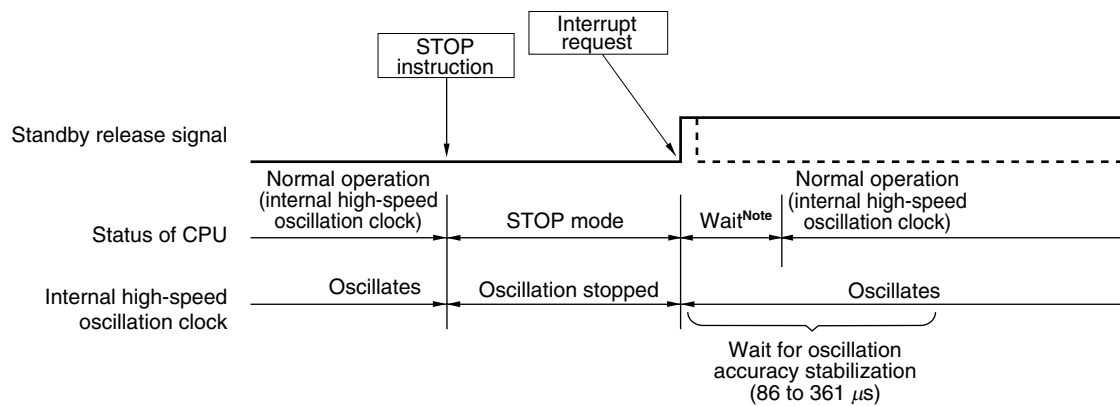 Interrupt
request
STOP
instruction
Standby release signal
Normal operation
(internal high-speed
oscillation clock)
Normal operation
(internal high-speed
oscillation clock)
Status of CPU
STOP mode
WaitNote
Internal high-speed
oscillation clock
Oscillates
Oscillation stopped
Oscillates
Wait for oscillation
accuracy stabilization
(86 to 361 μs)